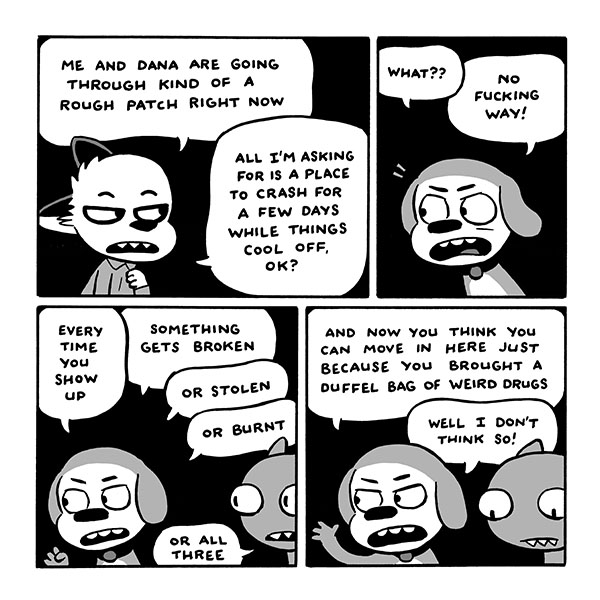 ME AND DANA ARE GOING
THROUGH KIND OF A
ROUGH PATCH RIGHT NOW
ALL I'M ASKING
FOR IS A PLACE
TO CRASH FOR
A FEW DAYS
WHILE THINGS
COOL OFF,
OK?
WHAT??
NO
FUCKING
WAY!
EVERY
TIME
YOU
SHOW
UP
SOMETHING
GETS BROKEN
OR STOLEN
OR BURNT
OR ALL
THREE
AND NOW YOU THINK YOU
CAN MOVE IN HERE JUST
BECAUSE YOU BROUGHT A
DUFFEL BAG OF WEIRD DRUGS
WELL I DON'T
THINK SO!